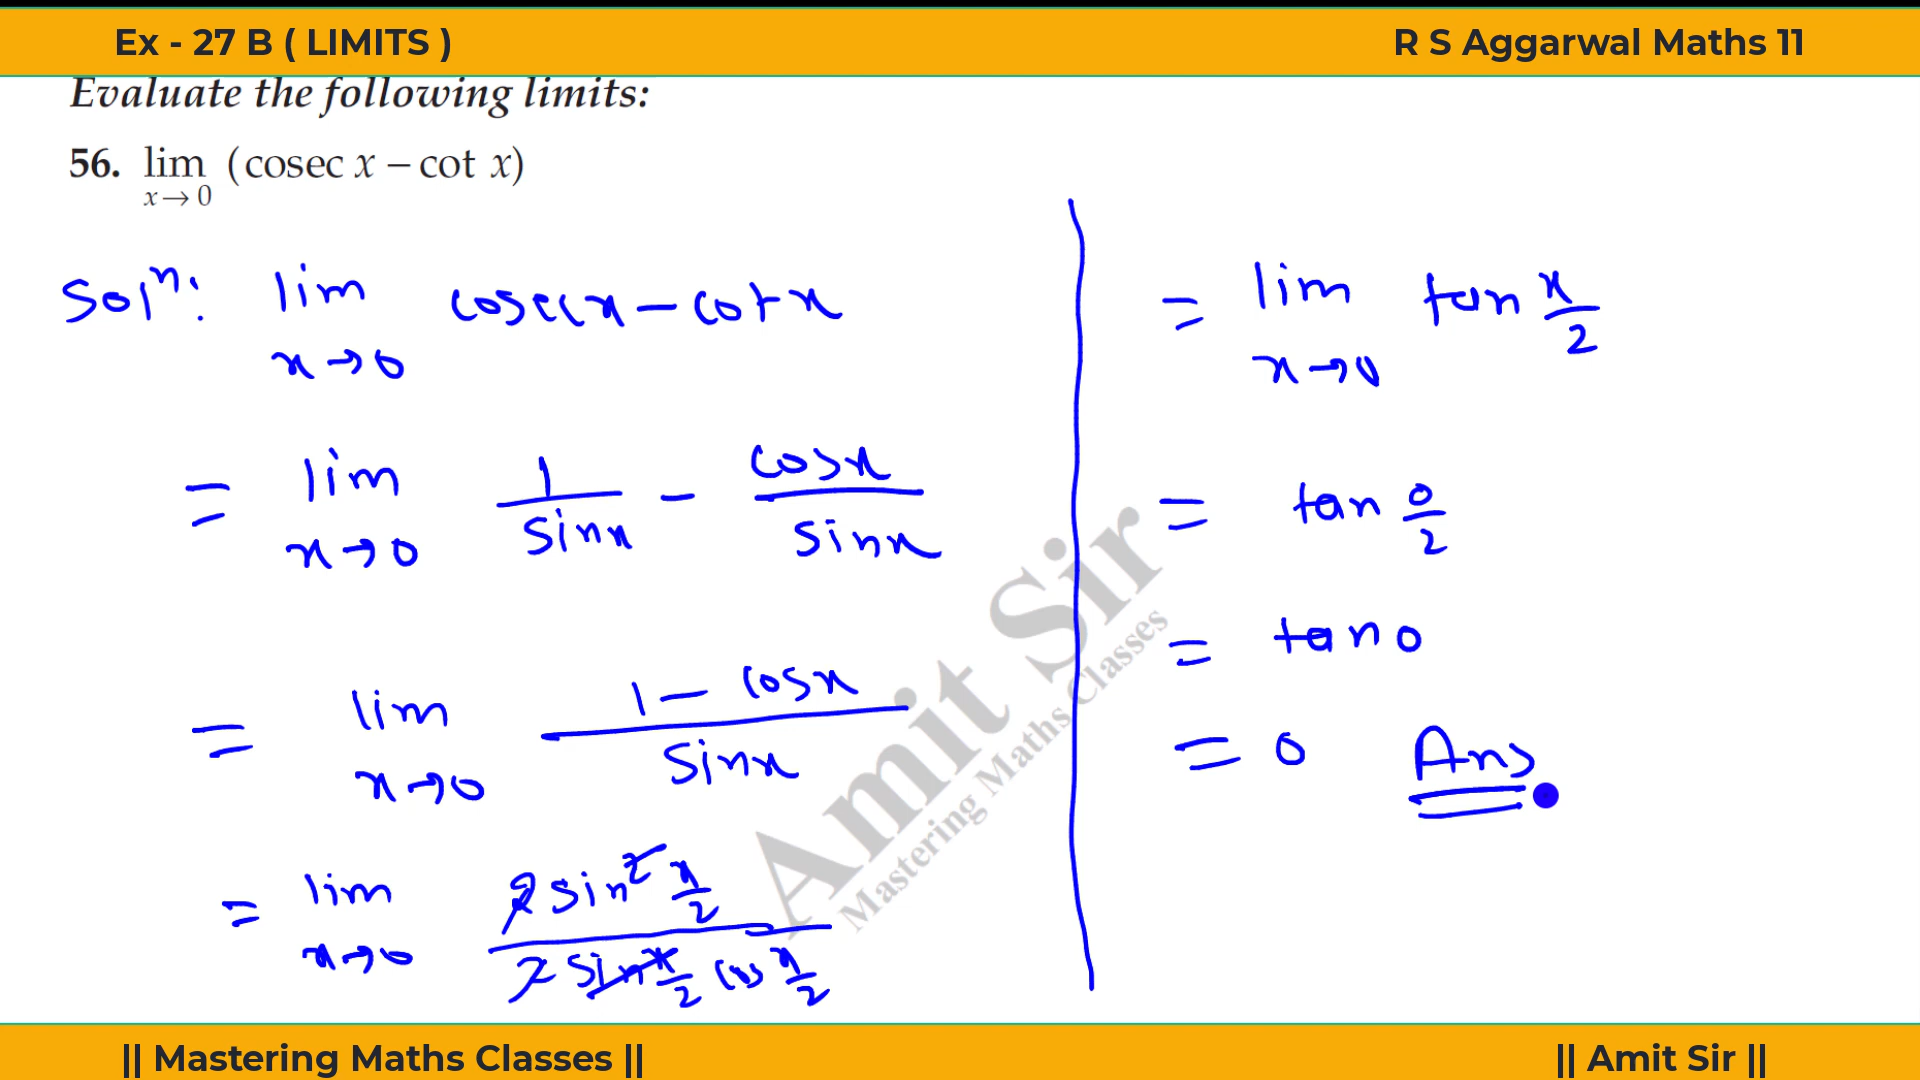 Ex - 27 B ( LIMITS )
R S Aggarwal Maths 11
Evaluate the following limits:
56. lim (cosec x – cot x)
x→0
Solⁿ: lim cosecx – cotx
x→0
= lim 1/sinx – cosx/sinx
x→0
= lim (1 – cosx)/sinx
x→0
= lim (2 sin² x/2)/(2 sin x/2 cos x/2)
x→0
= lim tan x/2
x→0
= tan 0/2
= tan 0
= 0 Ans
Amit Sir
Mastering Maths Classes
|| Mastering Maths Classes ||
|| Amit Sir ||